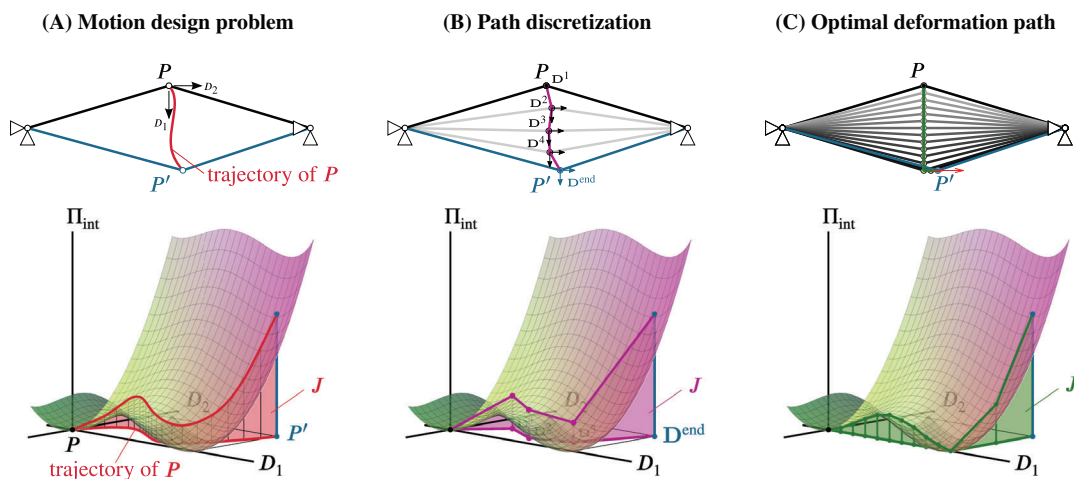 (A) Motion design problem
P
D₂
D₁
trajectory of P
P′
Πint
D₂
J
P′
P
D₁
trajectory of P
(B) Path discretization
P
D¹
D²
D³
D⁴
P′
Dend
Πint
J
Dend
D₁
(C) Optimal deformation path
P
P′
Πint
D₂
J
D₁